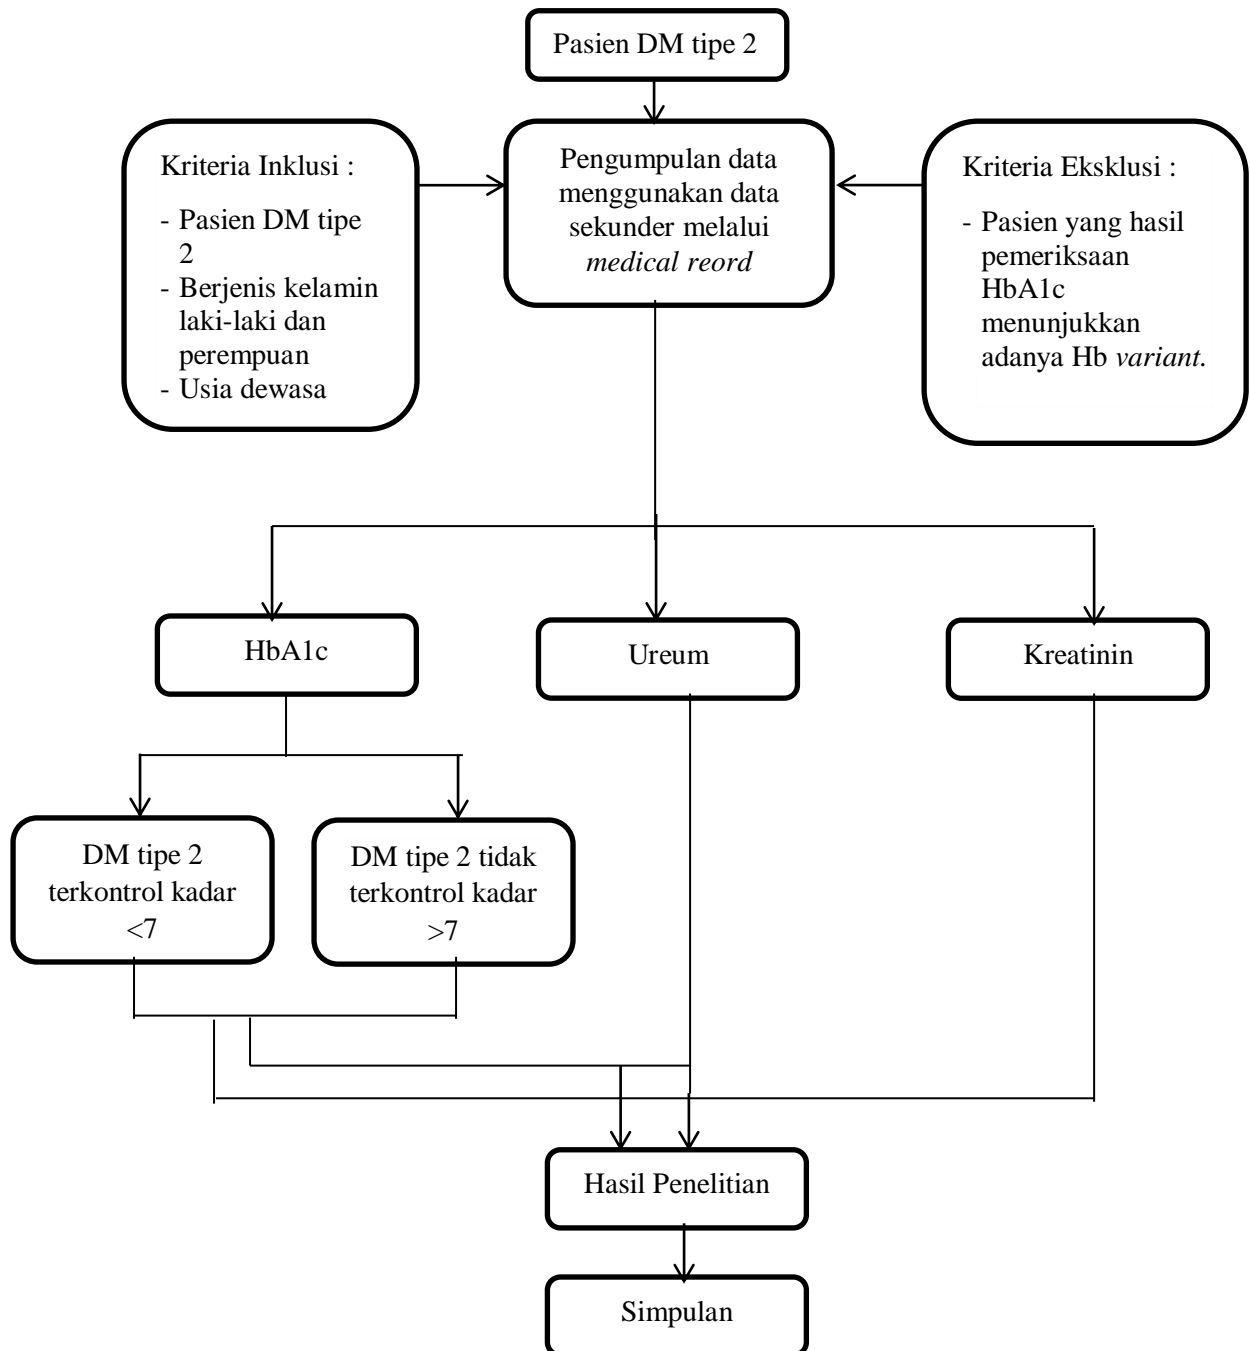 Pasien DM tipe 2
Kriteria Inklusi :
- Pasien DM tipe
2
- Berjenis kelamin
laki-laki dan
perempuan
- Usia dewasa
Pengumpulan data
menggunakan data
sekunder melalui
medical reord
Kriteria Eksklusi :
- Pasien yang hasil
pemeriksaan
HbA1c
menunjukkan
adanya Hb variant.
HbA1c
Ureum
Kreatinin
DM tipe 2
terkontrol kadar
<7
DM tipe 2 tidak
terkontrol kadar
>7
Hasil Penelitian
Simpulan